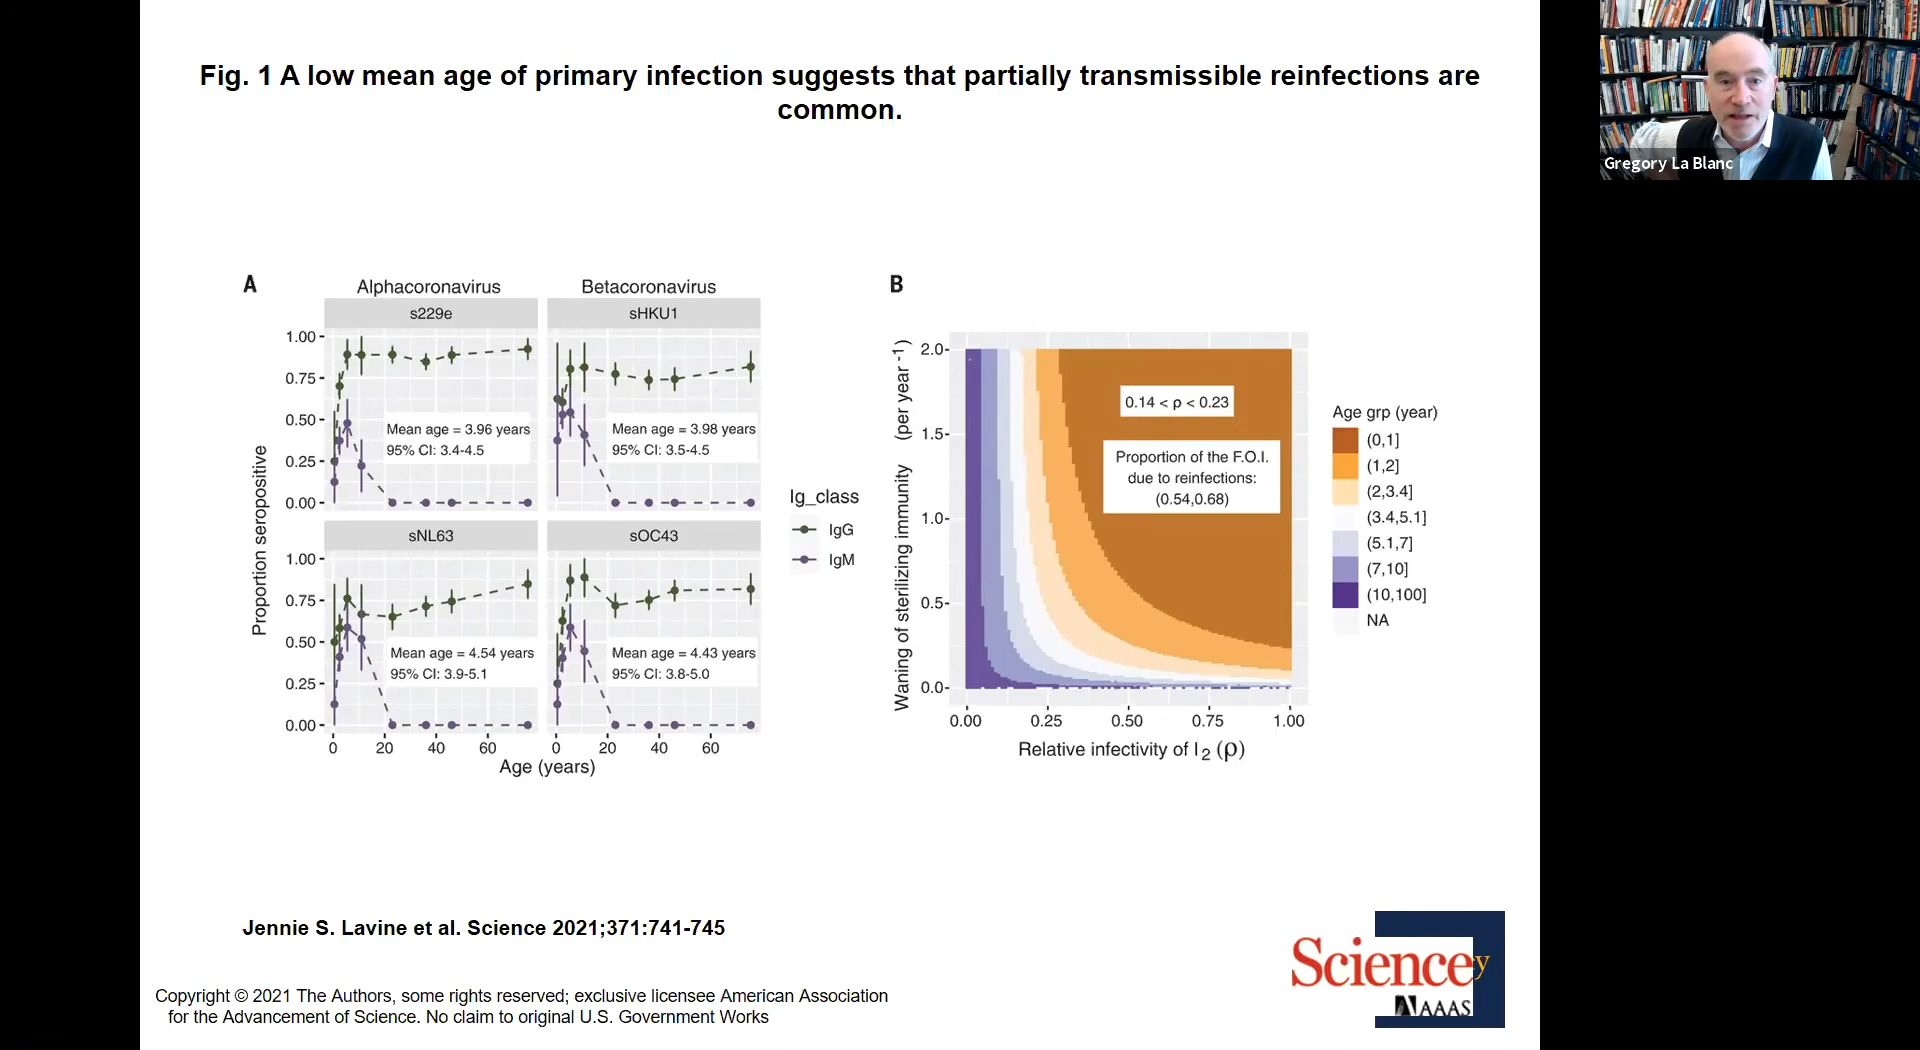 Fig. 1 A low mean age of primary infection suggests that partially transmissible reinfections are
common.
Gregory La Blanc
A
Alphacoronavirus
Betacoronavirus
s229e
sHKU1
1.00
0.75
0.50
0.25
0.00
Mean age = 3.96 years
95% CI: 3.4-4.5
Mean age = 3.98 years
95% CI: 3.5-4.5
sNL63
sOC43
1.00
0.75
0.50
0.25
0.00
Mean age = 4.54 years
95% CI: 3.9-5.1
Mean age = 4.43 years
95% CI: 3.8-5.0
0 20 40 60
0 20 40 60
Age (years)
Proportion seropositive
Ig_class
IgG
IgM
B
Waning of sterilizing immunity (per year -1)
2.0
1.5
1.0
0.5
0.0
0.14 < ρ < 0.23
Proportion of the F.O.I.
due to reinfections:
(0.54,0.68)
0.00 0.25 0.50 0.75 1.00
Relative infectivity of I 2 (ρ)
Age grp (year)
(0,1]
(1,2]
(2,3.4]
(3.4,5.1]
(5.1,7]
(7,10]
(10,100]
NA
Jennie S. Lavine et al. Science 2021;371:741-745
Copyright © 2021 The Authors, some rights reserved; exclusive licensee American Association
for the Advancement of Science. No claim to original U.S. Government Works
Science
y
AAAS